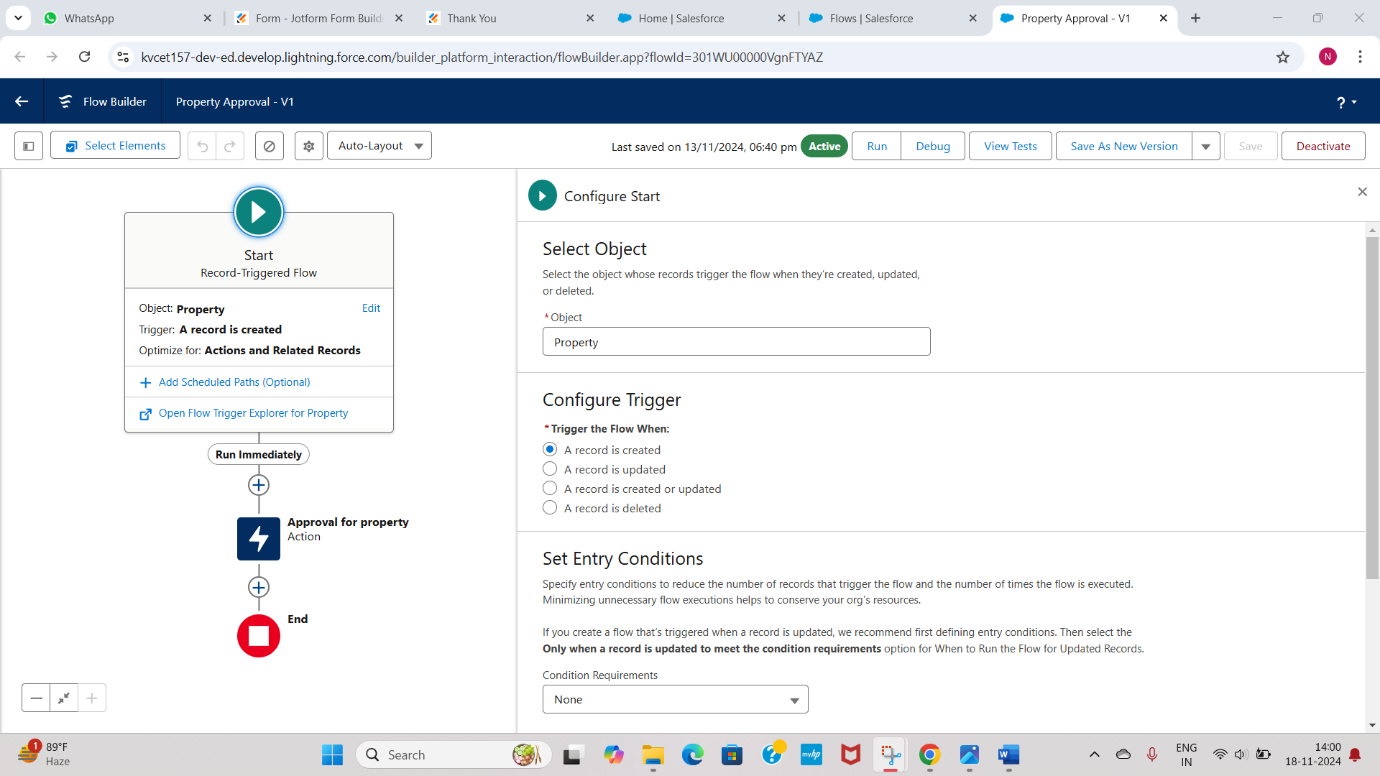 WhatsApp
Form - Jotform Form Build
Thank You
Home | Salesforce
Flows | Salesforce
Property Approval - V1
kvcet157-dev-ed.develop.lightning.force.com/builder_platform_interaction/flowBuilder.app?flowId=301WU00000VgnFTYAZ
N
Flow Builder
Property Approval - V1
?
Select Elements
Auto-Layout
Last saved on 13/11/2024, 06:40 pm
Active
Run
Debug
View Tests
Save As New Version
Save
Deactivate
Start
Record-Triggered Flow
Object: Property
Edit
Trigger: A record is created
Optimize for: Actions and Related Records
+ Add Scheduled Paths (Optional)
Open Flow Trigger Explorer for Property
Run Immediately
Approval for property
Action
End
Configure Start
Select Object
Select the object whose records trigger the flow when they're created, updated,
or deleted.
* Object
Property
Configure Trigger
* Trigger the Flow When:
A record is created
A record is updated
A record is created or updated
A record is deleted
Set Entry Conditions
Specify entry conditions to reduce the number of records that trigger the flow and the number of times the flow is executed.
Minimizing unnecessary flow executions helps to conserve your org's resources.
If you create a flow that's triggered when a record is updated, we recommend first defining entry conditions. Then select the
Only when a record is updated to meet the condition requirements option for When to Run the Flow for Updated Records.
Condition Requirements
None
1
89°F
Haze
Search
myhp
W
ENG
IN
14:00
18-11-2024